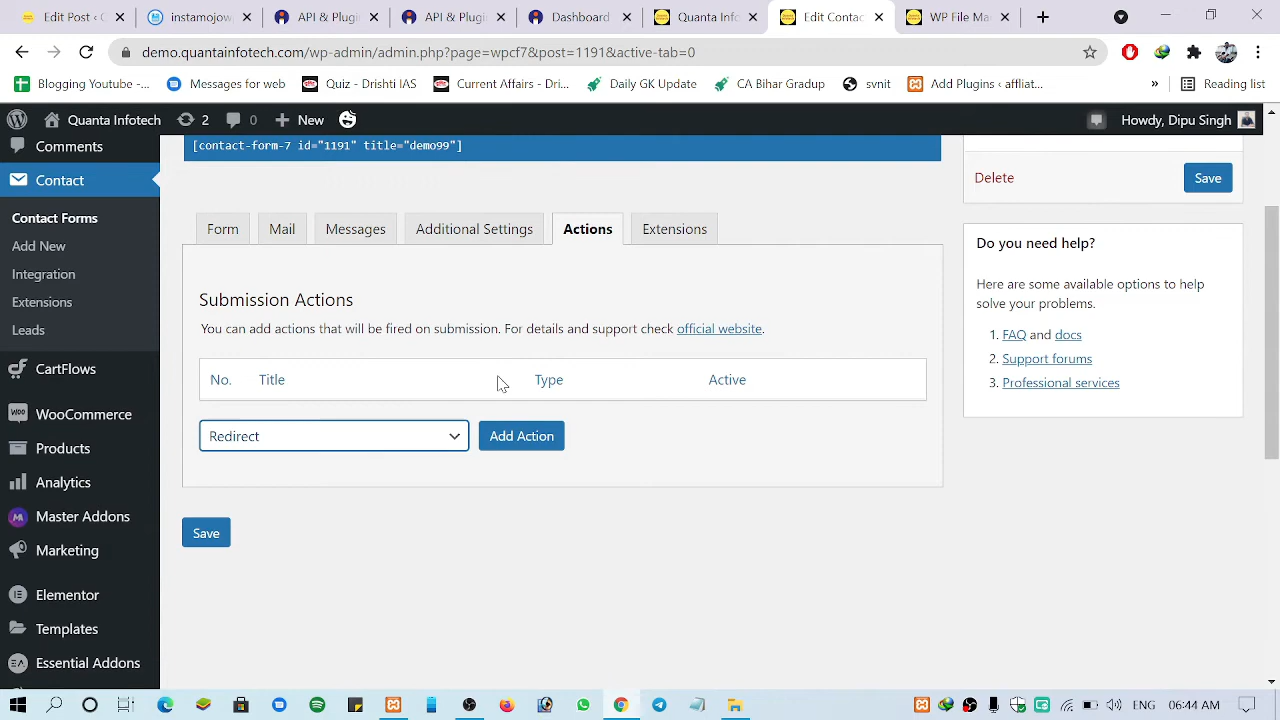 Edit Post C
instamojow
API & Plugi
API & Plugi
Dashboard
Quanta Inf
Edit Contac
WP File Ma
demo.quantainfotech.com/wp-admin/admin.php?page=wpcf7&post=1191&active-tab=0
Blogging Youtube -...
Messages for web
Quiz - Drishti IAS
Current Affairs - Dri...
Daily GK Update
CA Bihar Gradup
svnit
Add Plugins ‹ affliat...
»
Reading list
Quanta Infotech
2
0
New
Howdy, Dipu Singh
Comments
Contact
Contact Forms
Add New
Integration
Extensions
Leads
CartFlows
WooCommerce
Products
Analytics
Master Addons
Marketing
Elementor
Templates
Essential Addons
[contact-form-7 id="1191" title="demo99"]
Form
Mail
Messages
Additional Settings
Actions
Extensions
Submission Actions
You can add actions that will be fired on submission. For details and support check official website.
No.
Title
Type
Active
Redirect
Add Action
Save
Delete
Save
Do you need help?
Here are some available options to help
solve your problems.
1. FAQ and docs
2. Support forums
3. Professional services
ENG
06:44 AM